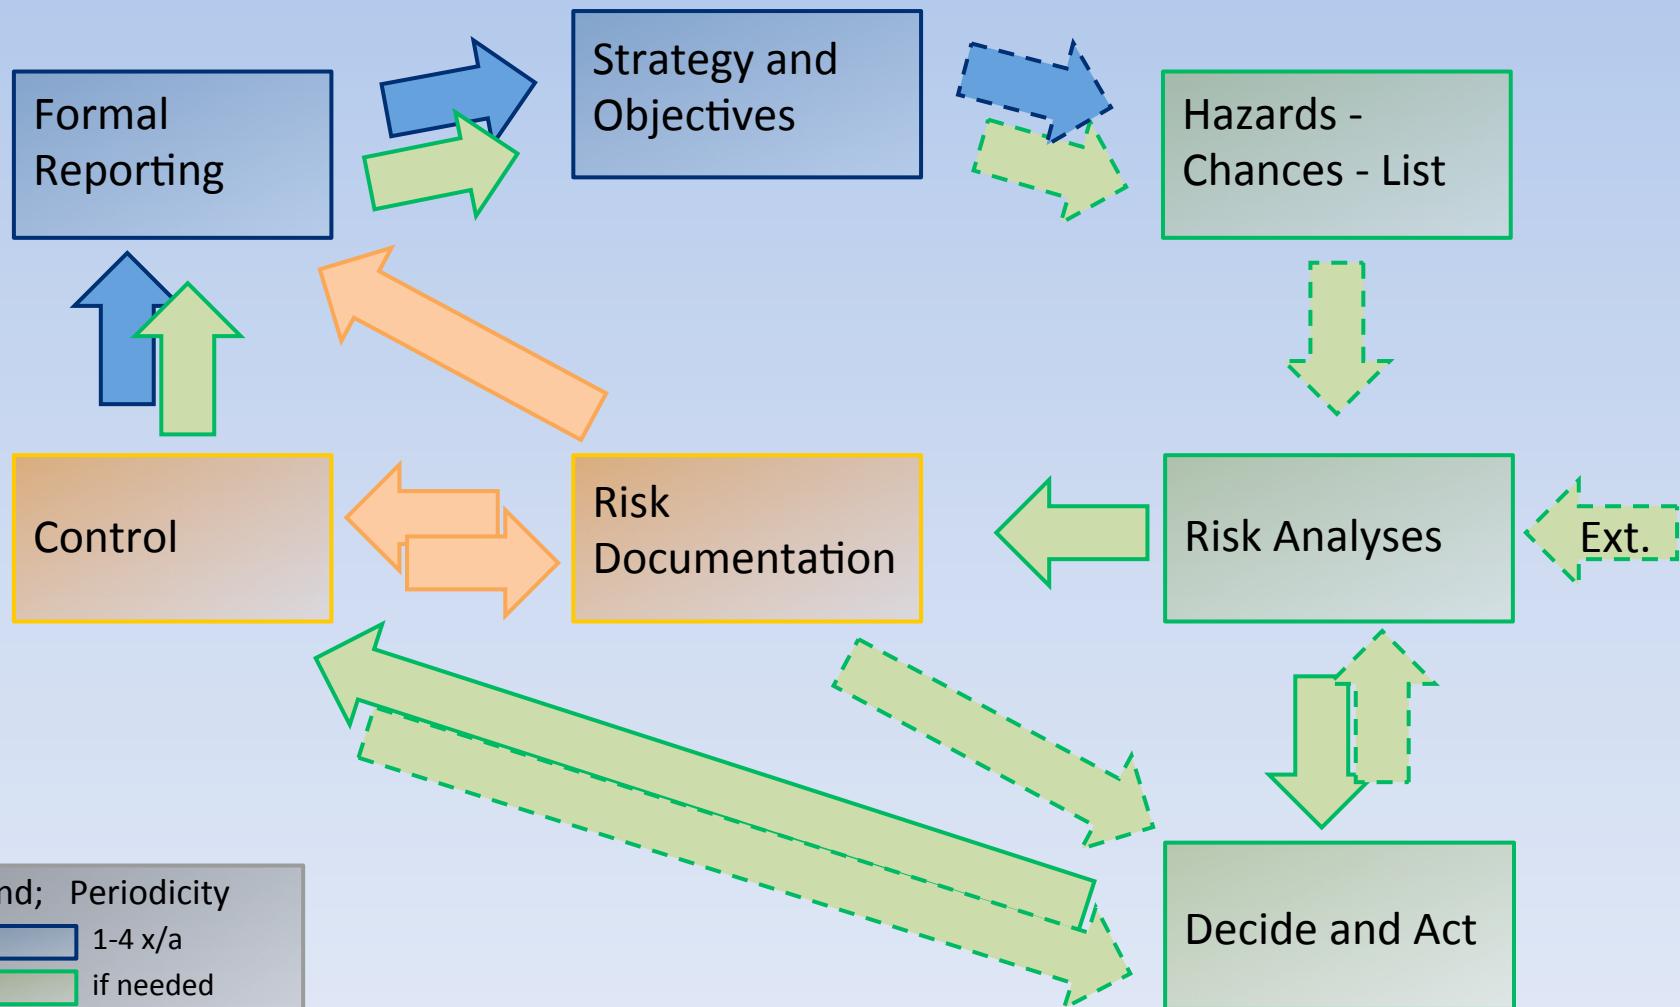 Strategy and
Objectives
Formal
Reporting
Hazards -
Chances - List
Control
Risk
Documentation
Risk Analyses
Ext.
Decide and Act
nd; Periodicity
1-4 x/a
if needed